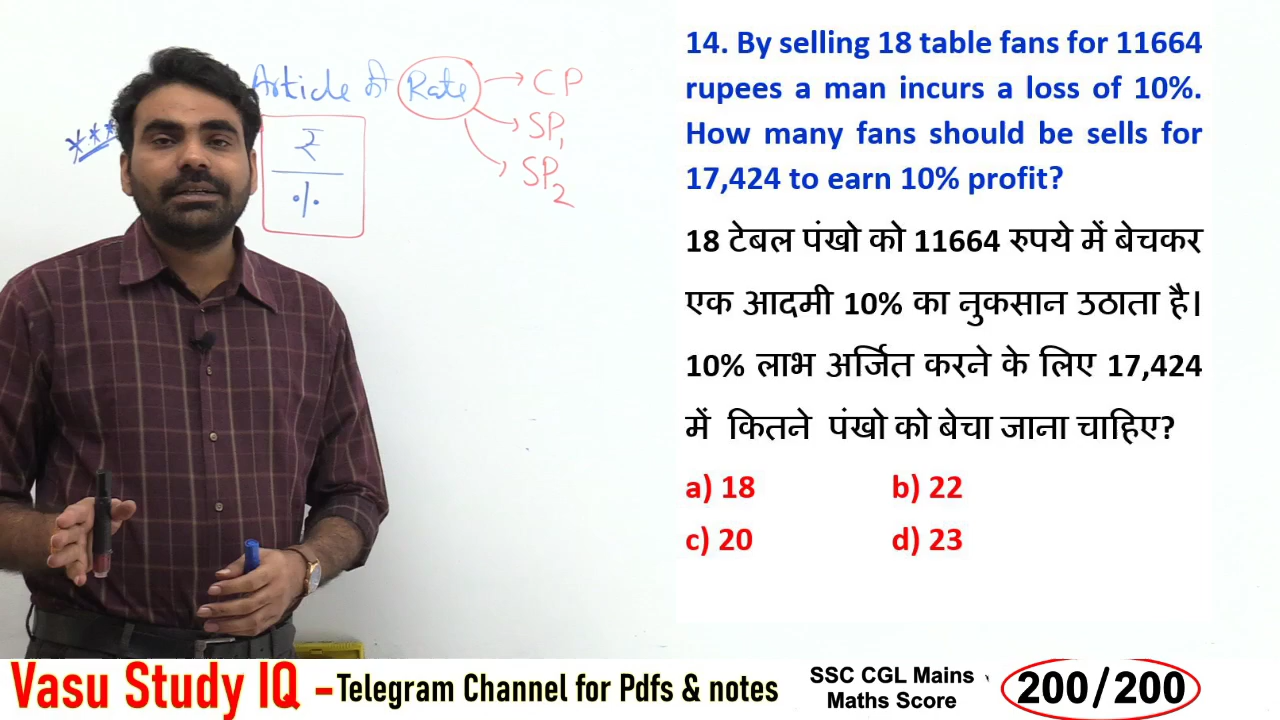 Article की Rate → CP
→ SP1
→ SP2
***
₹
%
14. By selling 18 table fans for 11664
rupees a man incurs a loss of 10%.
How many fans should be sells for
17,424 to earn 10% profit?
18 टेबल पंखो को 11664 रुपये में बेचकर
एक आदमी 10% का नुकसान उठाता है।
10% लाभ अर्जित करने के लिए 17,424
में कितने पंखो को बेचा जाना चाहिए?
a) 18 b) 22
c) 20 d) 23
Vasu Study IQ – Telegram Channel for Pdfs & notes
SSC CGL Mains
Maths Score
200/200